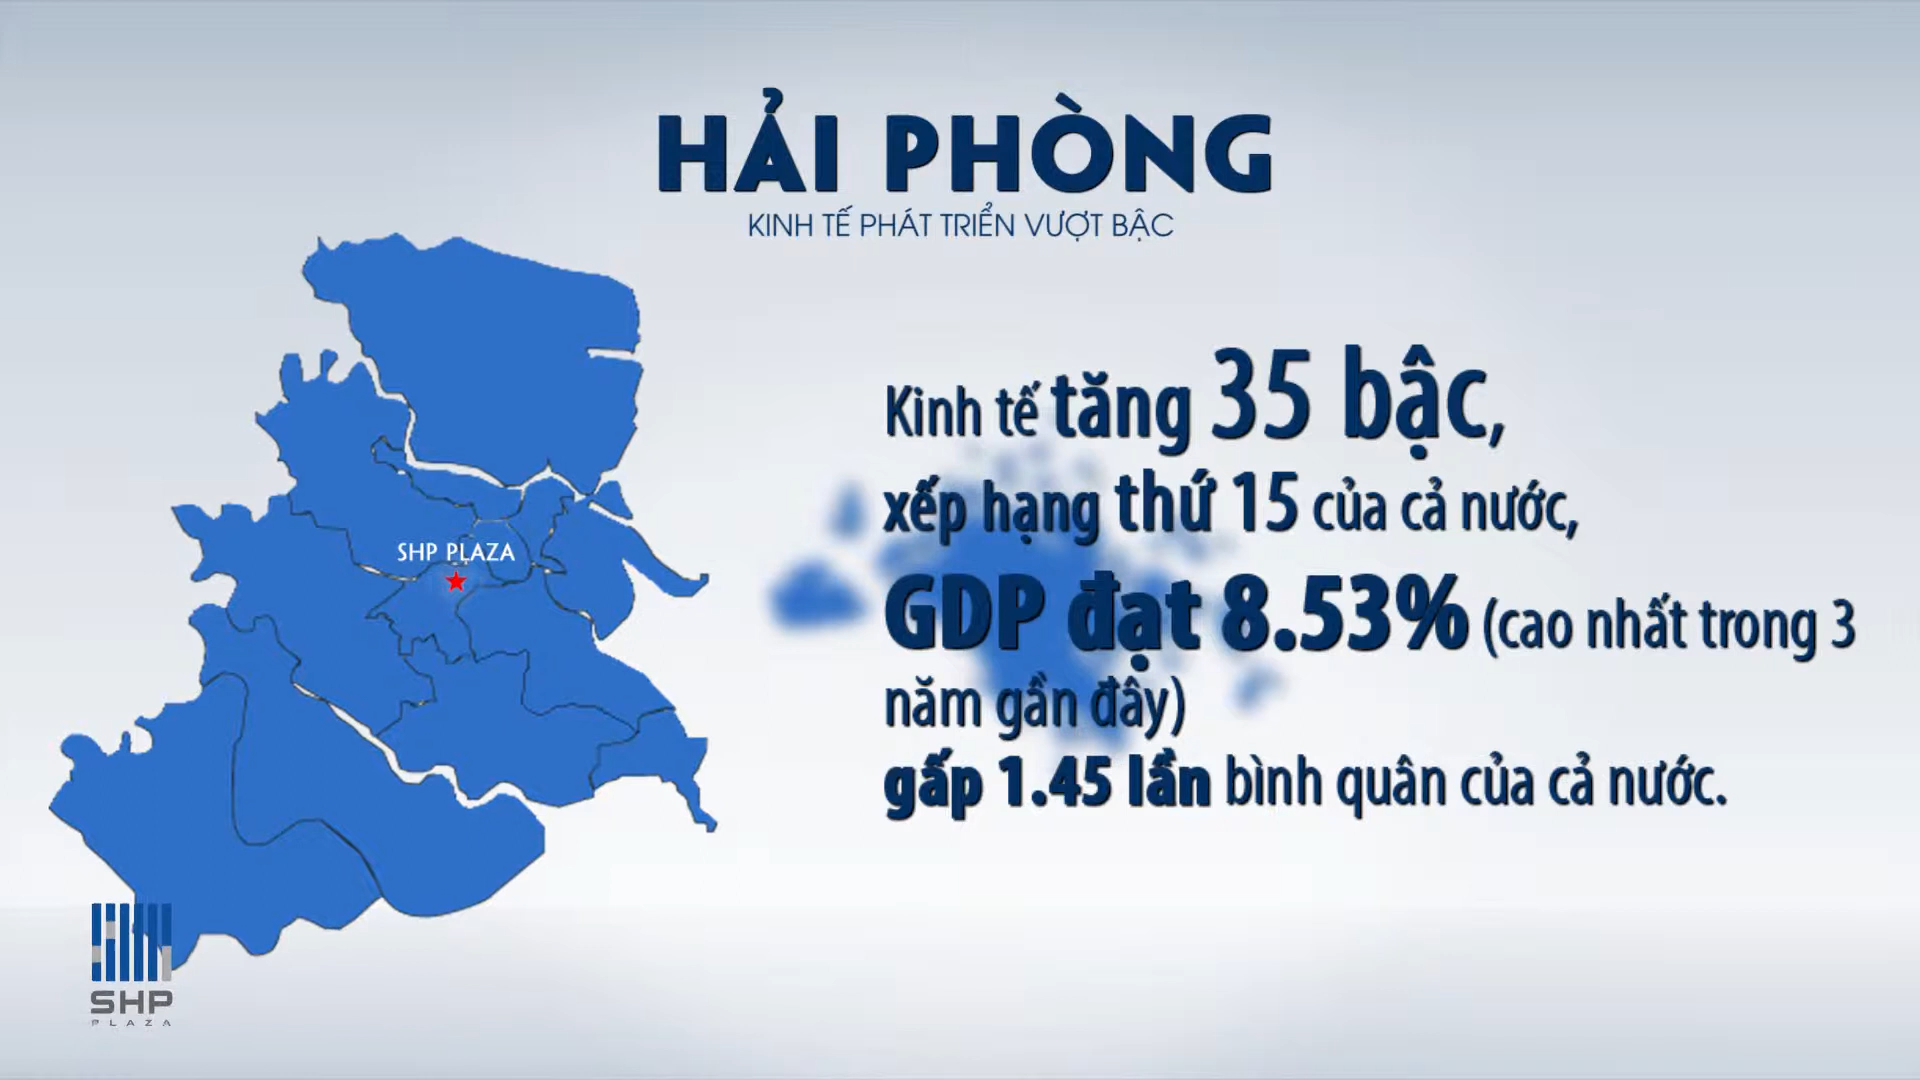 HẢI PHÒNG
KINH TẾ PHÁT TRIỂN VƯỢT BẬC
SHP PLAZA
Kinh tế tăng 35 bậc,
xếp hạng thứ 15 của cả nước,
GDP đạt 8.53% (cao nhất trong 3
năm gần đây)
gấp 1.45 lần bình quân của cả nước.
SHP
PLAZA